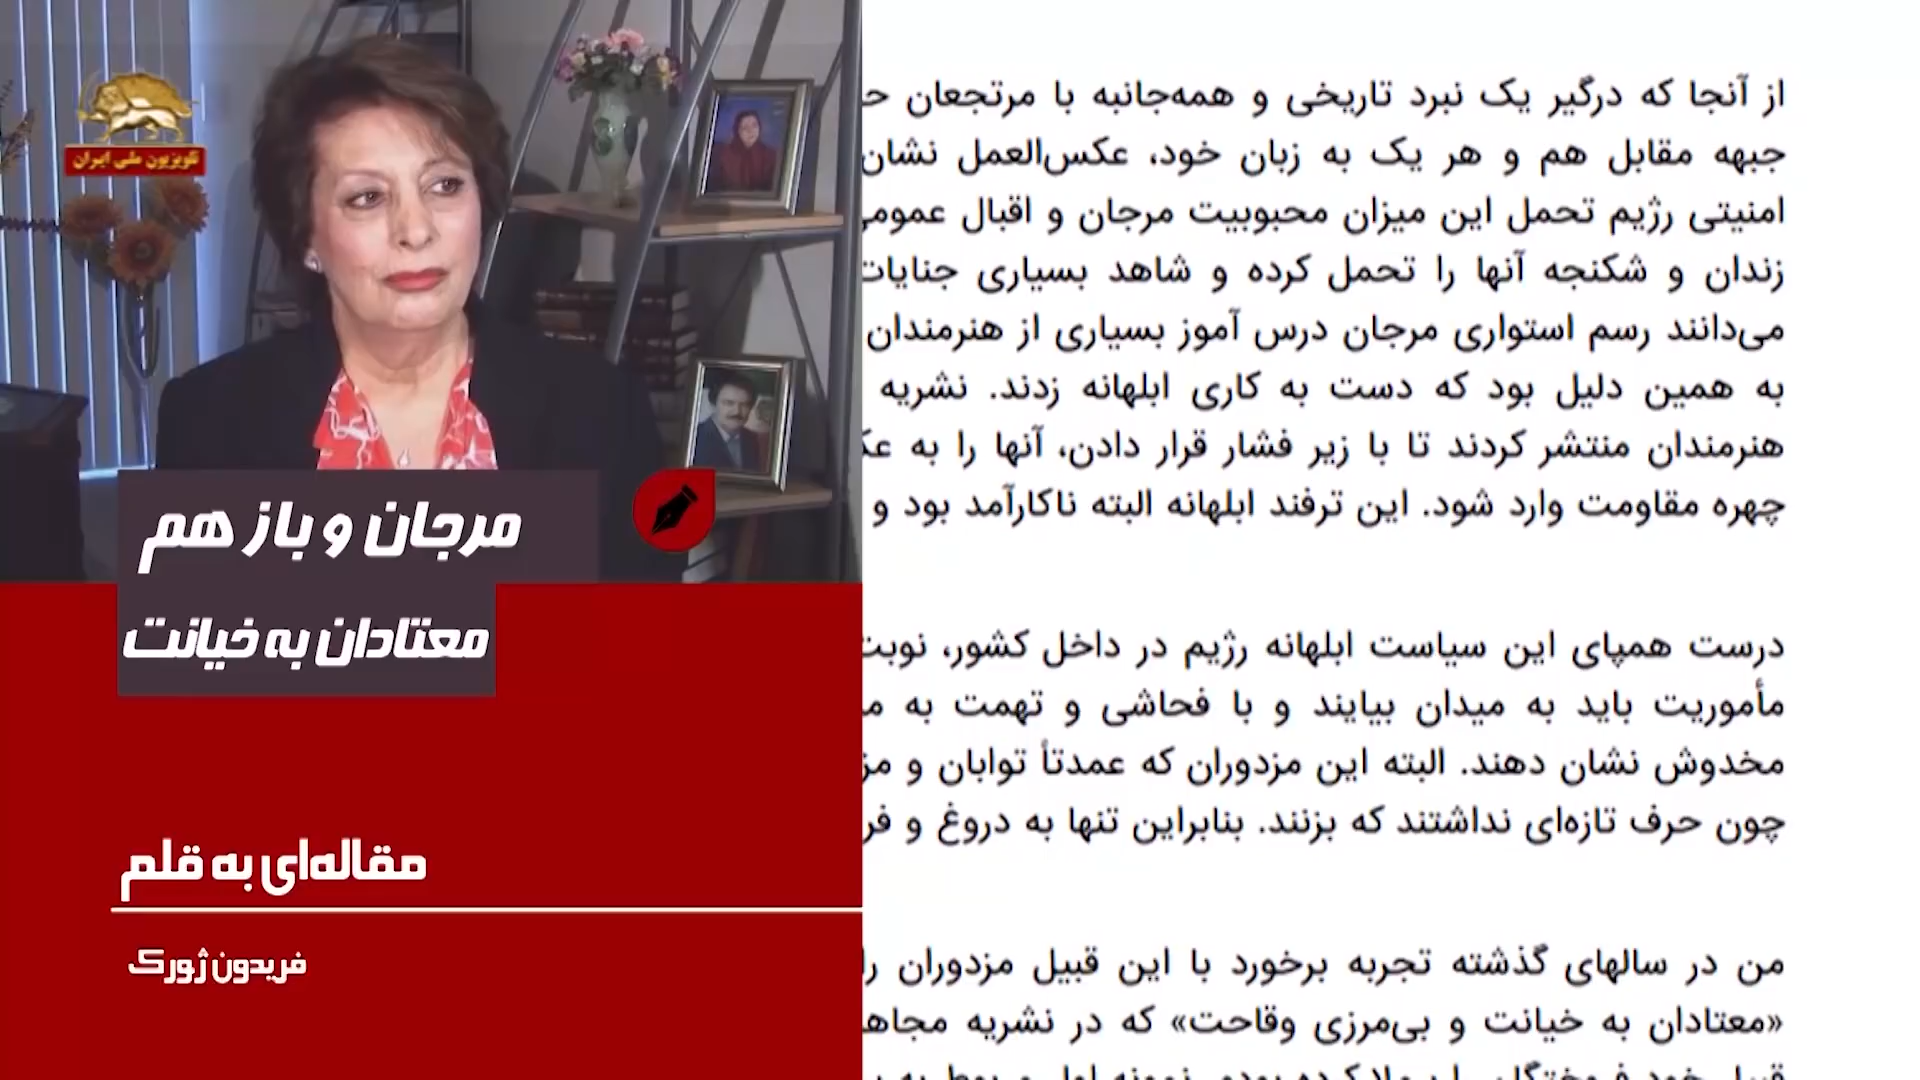 تلویزیون ملی ایران
مرجان و باز هم
معتادان به خیانت
مقاله‌ای به قلم
فریدون ژورک
از آنجا که درگیر یک نبرد تاریخی و همه‌جانبه با مرتجعان
جبهه مقابل هم و هر یک به زبان خود، عکس‌العمل نشان
امنیتی رژیم تحمل این میزان محبوبیت مرجان و اقبال عمومی
زندان و شکنجه آنها را تحمل کرده و شاهد بسیاری جنایات
می‌دانند رسم استواری مرجان درس آموز بسیاری از هنرمندان
به همین دلیل بود که دست به کاری ابلهانه زدند. نشریه
هنرمندان منتشر کردند تا با زیر فشار قرار دادن، آنها را به
چهره مقاومت وارد شود. این ترفند ابلهانه البته ناکارآمد بود و
درست همپای این سیاست ابلهانه رژیم در داخل کشور، نوبت
مأموریت باید به میدان بیایند و با فحاشی و تهمت به
مخدوش نشان دهند. البته این مزدوران که عمدتاً توابان و
چون حرف تازه‌ای نداشتند که بزنند. بنابراین تنها به دروغ و
من در سالهای گذشته تجربه برخورد با این قبیل مزدوران را
«معتادان به خیانت و بی‌مرزی وقاحت» که در نشریه